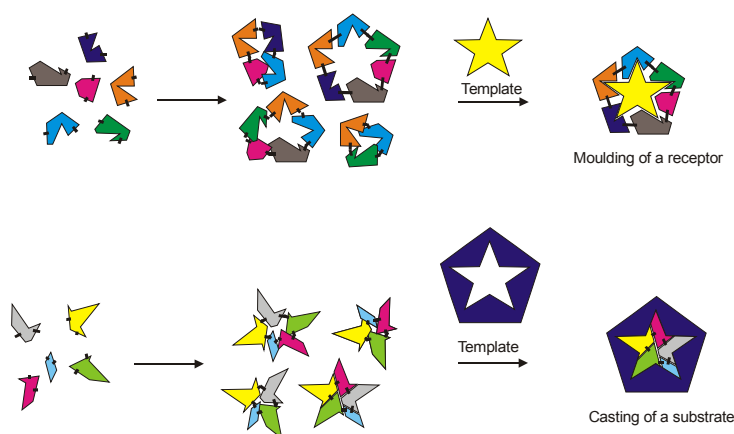 Template
Moulding of a receptor
Template
Casting of a substrate